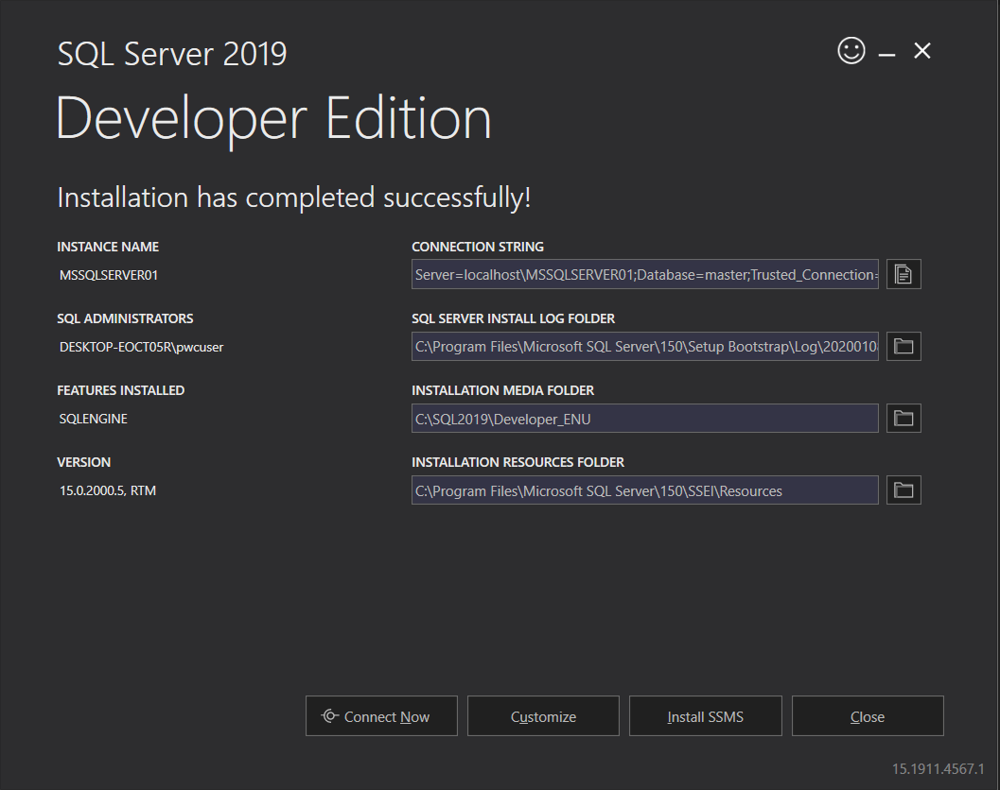 SQL Server 2019
Developer Edition
Installation has completed successfully!
INSTANCE NAME
MSSQLSERVER01
CONNECTION STRING
Server=localhost\MSSQLSERVER01;Database=master;Trusted_Connection=
SQL ADMINISTRATORS
DESKTOP-EOCT05R\pwcuser
SQL SERVER INSTALL LOG FOLDER
C:\Program Files\Microsoft SQL Server\150\Setup Bootstrap\Log\2020010
FEATURES INSTALLED
SQLENGINE
INSTALLATION MEDIA FOLDER
C:\SQL2019\Developer_ENU
VERSION
15.0.2000.5, RTM
INSTALLATION RESOURCES FOLDER
C:\Program Files\Microsoft SQL Server\150\SSEI\Resources
Connect Now
Customize
Install SSMS
Close
15.1911.4567.1